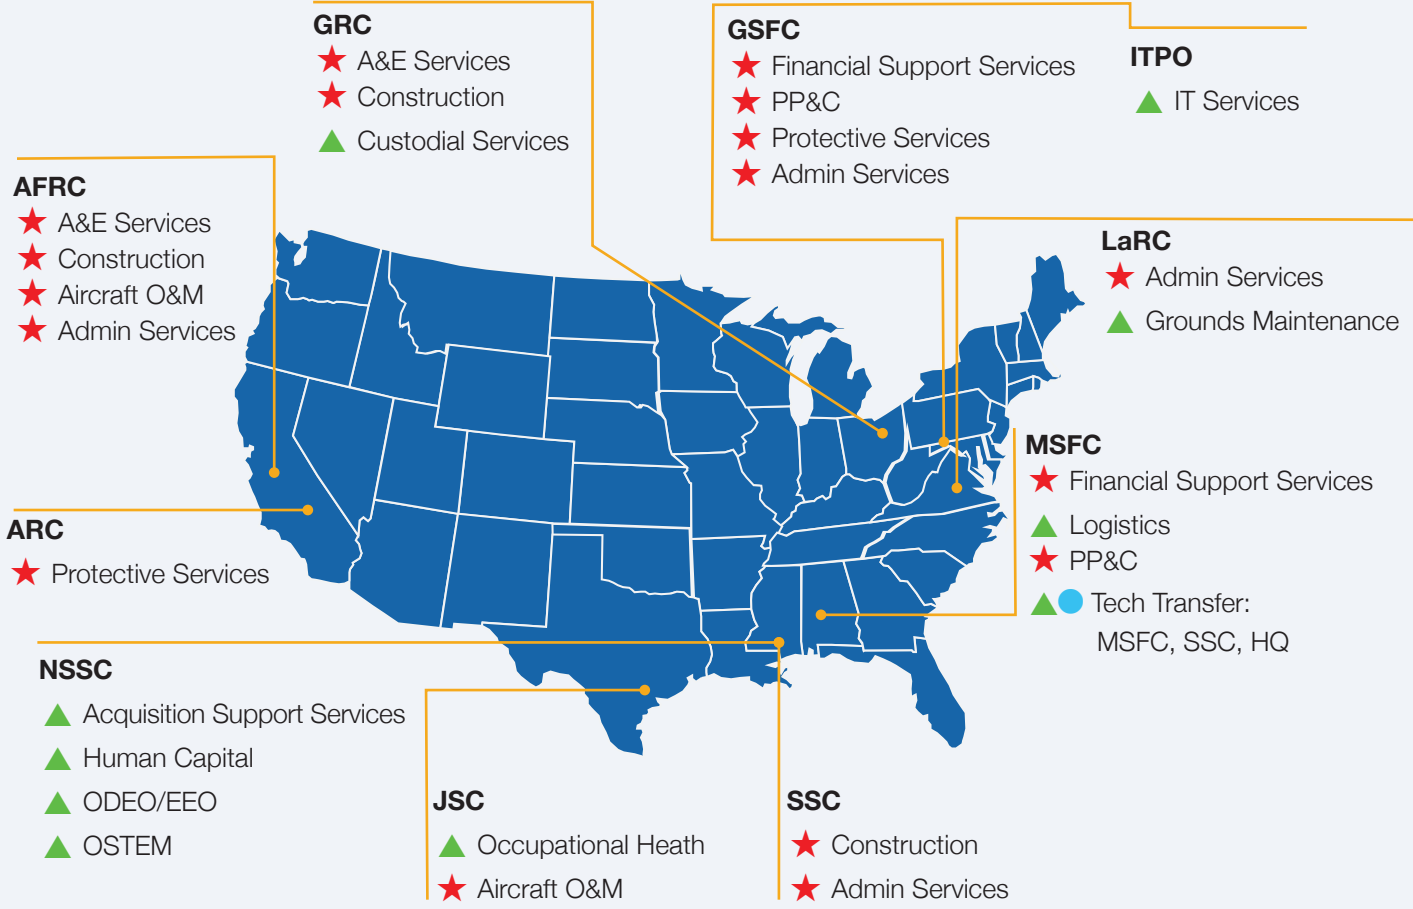 GRC
A&E Services
Construction
Custodial Services
GSFC
Financial Support Services
PP&C
Protective Services
Admin Services
ITPO
IT Services
AFRC
A&E Services
Construction
Aircraft O&M
Admin Services
LaRC
Admin Services
Grounds Maintenance
MSFC
Financial Support Services
Logistics
PP&C
Tech Transfer:
MSFC, SSC, HQ
ARC
Protective Services
NSSC
Acquisition Support Services
Human Capital
ODEO/EEO
OSTEM
JSC
Occupational Heath
Aircraft O&M
SSC
Construction
Admin Services